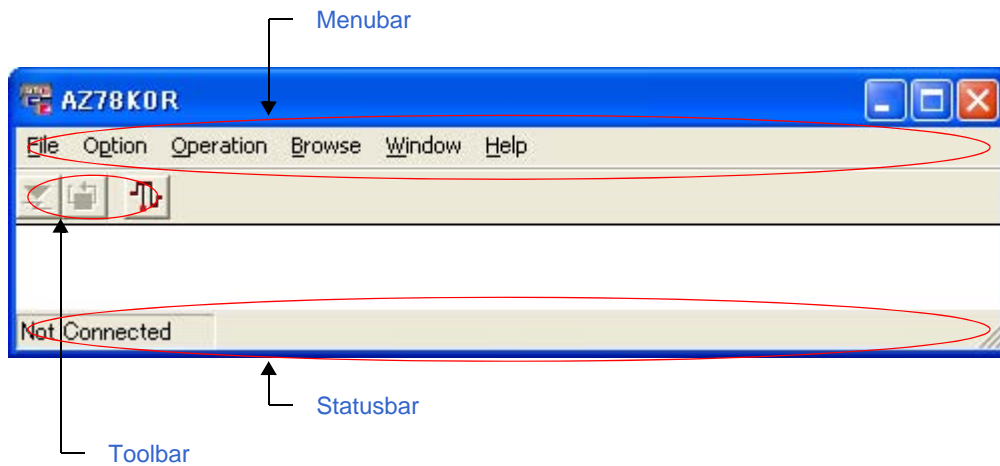 Menubar
AZ78K0R
File Option Operation Browse Window Help
Not Connected
Statusbar
Toolbar